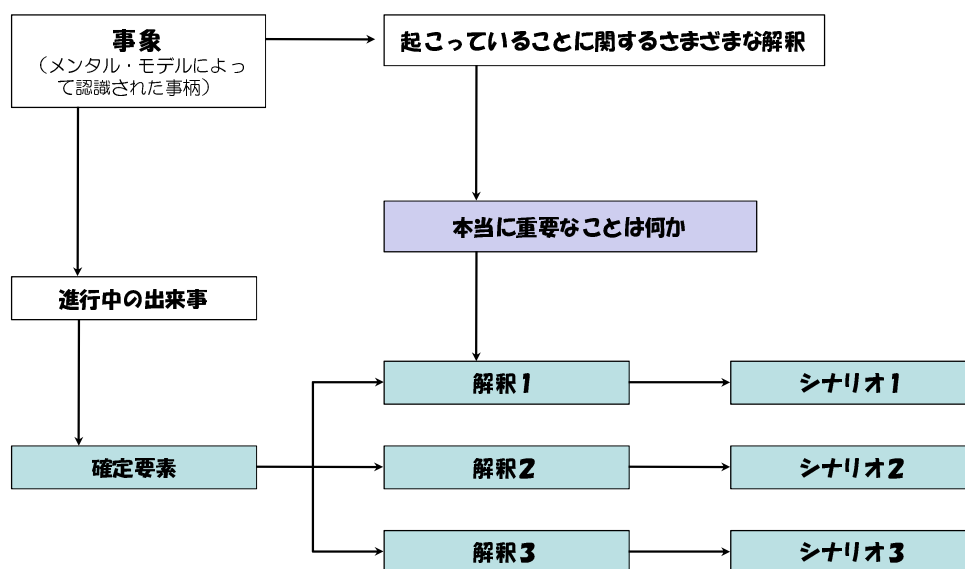 事象
（メンタル・モデルによっ
て認識された事柄）
起こっていることに関するさまざまな解釈
本当に重要なことは何か
進行中の出来事
解釈１
シナリオ１
確定要素
解釈２
シナリオ２
解釈３
シナリオ３